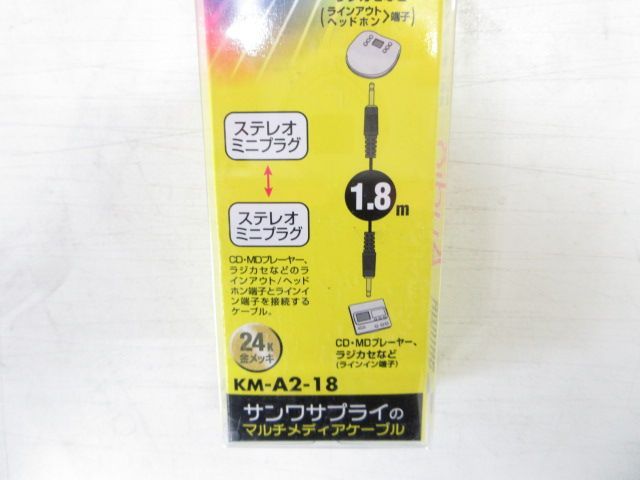 (ラインアウト
ヘッドホン>端子)
ステレオ
ミニプラグ
ステレオ
ミニプラグ
1.8m
CD・MDプレーヤー、
ラジカセなどのラ
インアウト/ヘッド
ホン端子とライン
ン端子を接続する
ケーブル。
24K
金メッキ
CD・MDプレーヤー、
ラジカセなど
(ラインイン端子)
KM-A2-18
サンワサプライの
マルチメディアケーブル